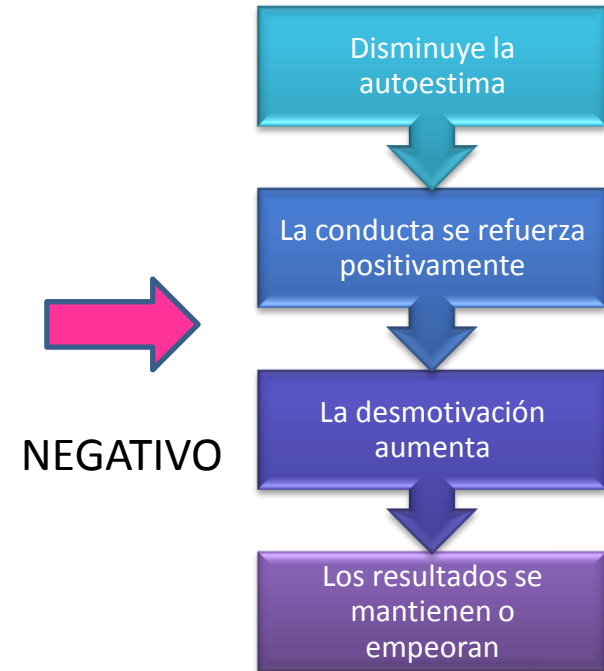 Disminuye la
autoestima
La conducta se refuerza
positivamente
NEGATIVO
La desmotivación
aumenta
Los resultados se
mantienen o
empeoran